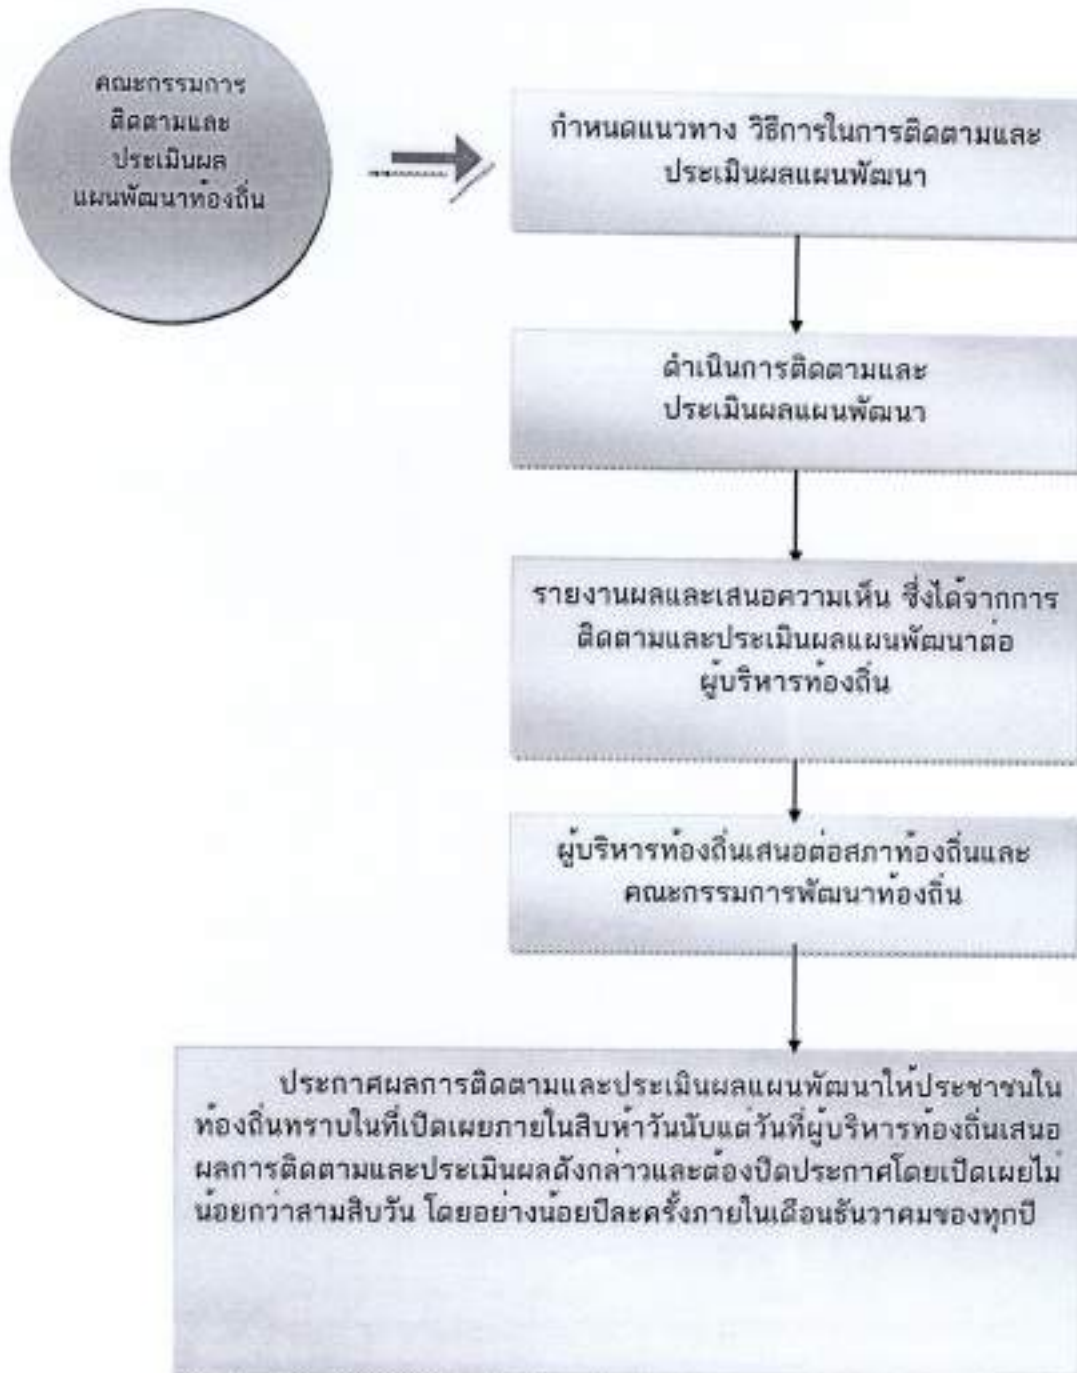 คณะกรรมการ
ติดตามและ
ประเมินผล
แผนพัฒนาท้องถิ่น
กำหนดแนวทาง วิธีการในการติดตามและ
ประเมินผลแผนพัฒนา
ดำเนินการติดตามและ
ประเมินผลแผนพัฒนา
รายงานผลและเสนอความเห็น ซึ่งได้จากการ
ติดตามและประเมินผลแผนพัฒนาต่อ
ผู้บริหารท้องถิ่น
ผู้บริหารท้องถิ่นเสนอต่อสภาท้องถิ่นและ
คณะกรรมการพัฒนาท้องถิ่น
ประกาศผลการติดตามและประเมินผลแผนพัฒนาให้ประชาชนใน
ท้องถิ่นทราบในที่เปิดเผยภายในสิบห้าวันนับแต่วันที่ผู้บริหารท้องถิ่นเสนอ
ผลการติดตามและประเมินผลดังกล่าวและต้องปิดประกาศโดยเปิดเผยไม่
น้อยกว่าสามสิบวัน โดยอย่างน้อยปีละครั้งภายในเดือนธันวาคมของทุกปี